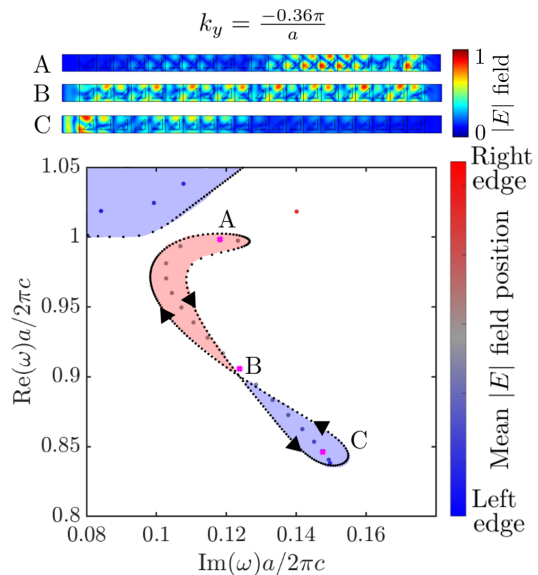 k_y = −0.36π/a
A
B
C
1
0
|E| field
1.05
1
0.95
0.9
0.85
0.8
Re(ω)a/2πc
A
B
C
0.08
0.1
0.12
0.14
0.16
Im(ω)a/2πc
Right
edge
Mean |E| field position
Left
edge